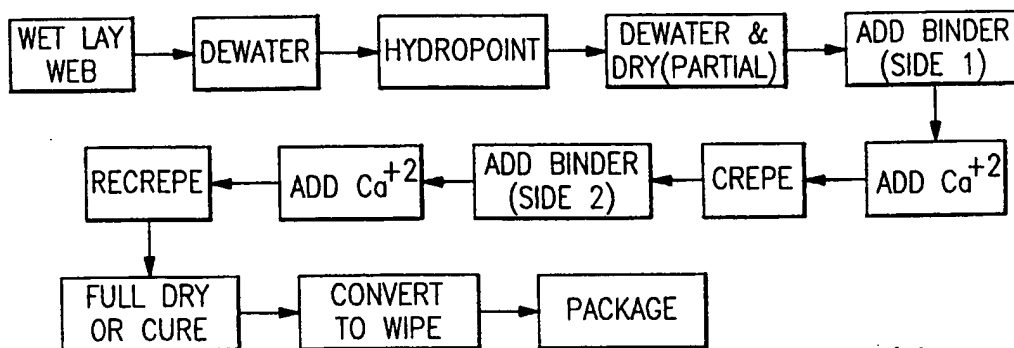 WET LAY
WEB
DEWATER
HYDROPOINT
DEWATER &
DRY(PARTIAL)
ADD BINDER
(SIDE 1)
ADD Ca+2
CREPE
ADD BINDER
(SIDE 2)
ADD Ca+2
RECREPE
FULL DRY
OR CURE
CONVERT
TO WIPE
PACKAGE